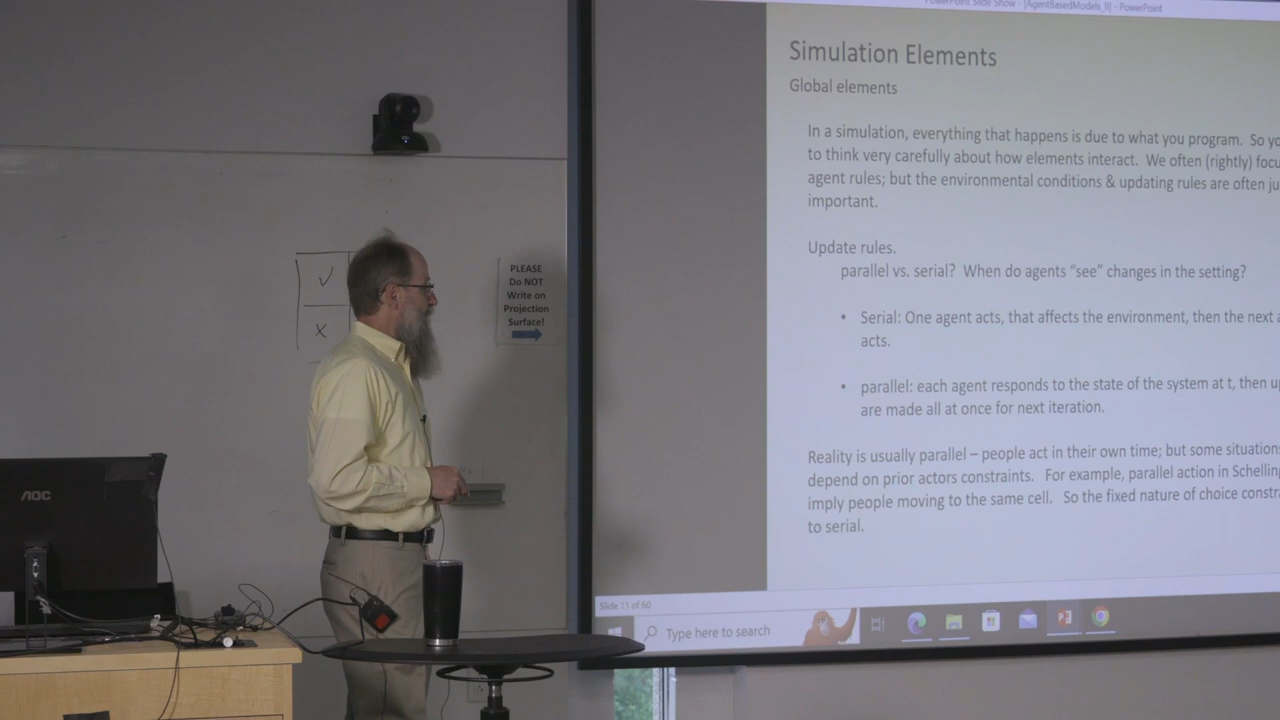 PowerPoint Slide Show - [AgentBasedModels_II] - PowerPoint
Simulation Elements
Global elements
In a simulation, everything that happens is due to what you program. So yo
to think very carefully about how elements interact. We often (rightly) focu
agent rules; but the environmental conditions & updating rules are often ju
important.
Update rules.
parallel vs. serial? When do agents “see” changes in the setting?
• Serial: One agent acts, that affects the environment, then the next a
acts.
• parallel: each agent responds to the state of the system at t, then up
are made all at once for next iteration.
Reality is usually parallel – people act in their own time; but some situations
depend on prior actors constraints. For example, parallel action in Schelling
imply people moving to the same cell. So the fixed nature of choice constr
to serial.
Slide 11 of 60
Type here to search
PLEASE
Do NOT
Write on
Projection
Surface!
AOC